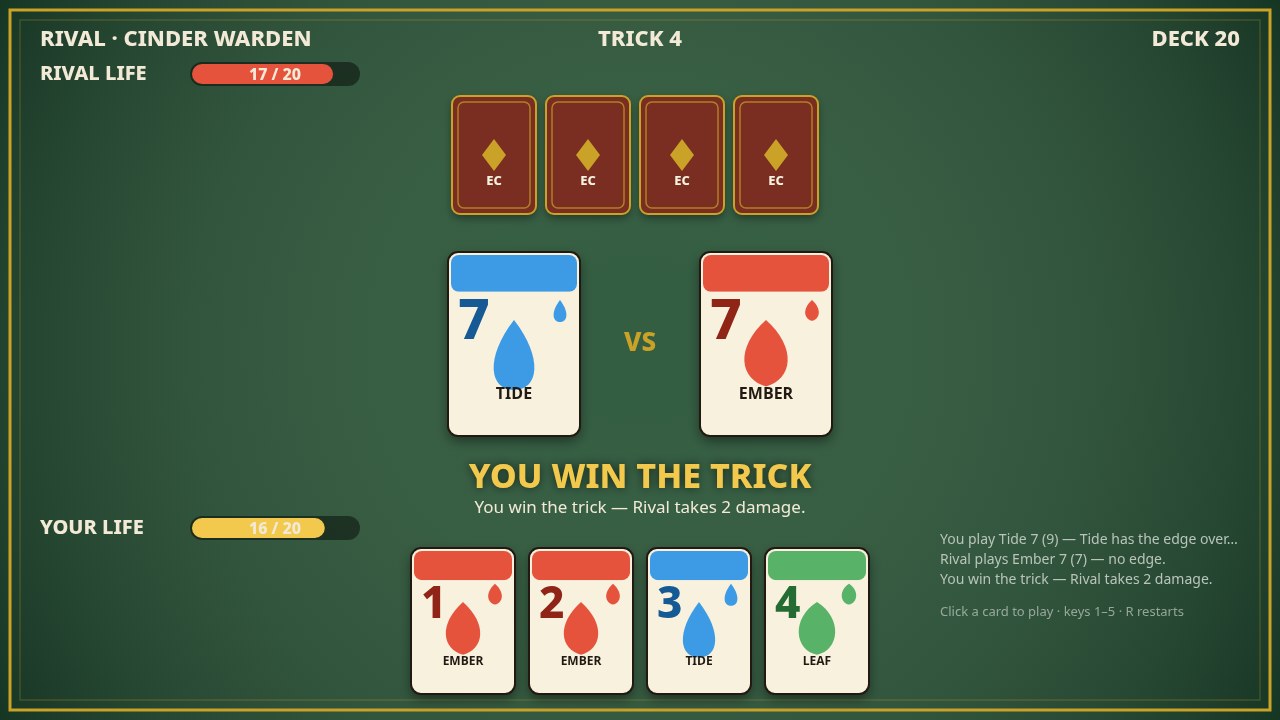 RIVAL · CINDER WARDEN
TRICK 4
DECK 20
RIVAL LIFE
17 / 20
EC
EC
EC
EC
7
TIDE
VS
7
EMBER
YOU WIN THE TRICK
You win the trick — Rival takes 2 damage.
YOUR LIFE
16 / 20
You play Tide 7 (9) — Tide has the edge over...
Rival plays Ember 7 (7) — no edge.
You win the trick — Rival takes 2 damage.
Click a card to play · keys 1–5 · R restarts
1
EMBER
2
EMBER
3
TIDE
4
LEAF